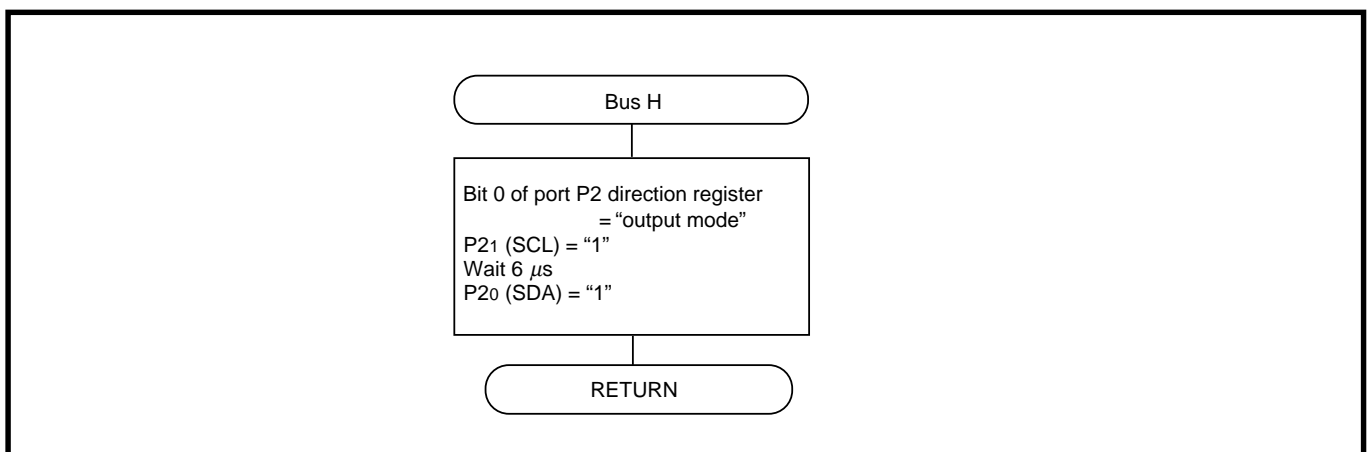 Bus H
Bit 0 of port P2 direction register
= “output mode”
P21 (SCL) = “1”
Wait 6 μs
P20 (SDA) = “1”
RETURN